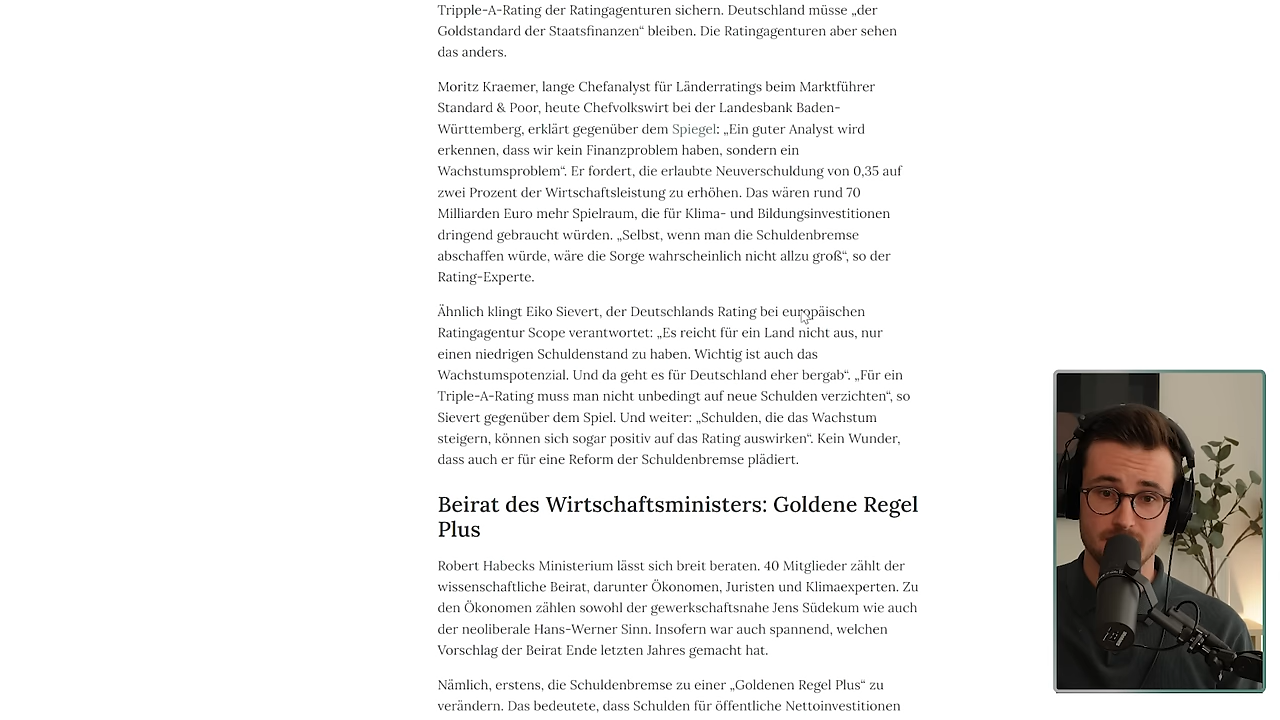 Tripple-A-Rating der Ratingagenturen sichern. Deutschland müsse „der
Goldstandard der Staatsfinanzen“ bleiben. Die Ratingagenturen aber sehen
das anders.
Moritz Kraemer, lange Chefanalyst für Länderratings beim Marktführer
Standard & Poor, heute Chefvolkswirt bei der Landesbank Baden-
Württemberg, erklärt gegenüber dem Spiegel: „Ein guter Analyst wird
erkennen, dass wir kein Finanzproblem haben, sondern ein
Wachstumsproblem“. Er fordert, die erlaubte Neuverschuldung von 0,35 auf
zwei Prozent der Wirtschaftsleistung zu erhöhen. Das wären rund 70
Milliarden Euro mehr Spielraum, die für Klima- und Bildungsinvestitionen
dringend gebraucht würden. „Selbst, wenn man die Schuldenbremse
abschaffen würde, wäre die Sorge wahrscheinlich nicht allzu groß“, so der
Rating-Experte.
Ähnlich klingt Eiko Sievert, der Deutschlands Rating bei europäischen
Ratingagentur Scope verantwortet: „Es reicht für ein Land nicht aus, nur
einen niedrigen Schuldenstand zu haben. Wichtig ist auch das
Wachstumspotenzial. Und da geht es für Deutschland eher bergab“. „Für ein
Triple-A-Rating muss man nicht unbedingt auf neue Schulden verzichten“, so
Sievert gegenüber dem Spiel. Und weiter: „Schulden, die das Wachstum
steigern, können sich sogar positiv auf das Rating auswirken“. Kein Wunder,
dass auch er für eine Reform der Schuldenbremse plädiert.
Beirat des Wirtschaftsministers: Goldene Regel
Plus
Robert Habecks Ministerium lässt sich breit beraten. 40 Mitglieder zählt der
wissenschaftliche Beirat, darunter Ökonomen, Juristen und Klimaexperten. Zu
den Ökonomen zählen sowohl der gewerkschaftsnahe Jens Südekum wie auch
der neoliberale Hans-Werner Sinn. Insofern war auch spannend, welchen
Vorschlag der Beirat Ende letzten Jahres gemacht hat.
Nämlich, erstens, die Schuldenbremse zu einer „Goldenen Regel Plus“ zu
verändern. Das bedeutete, dass Schulden für öffentliche Nettoinvestitionen